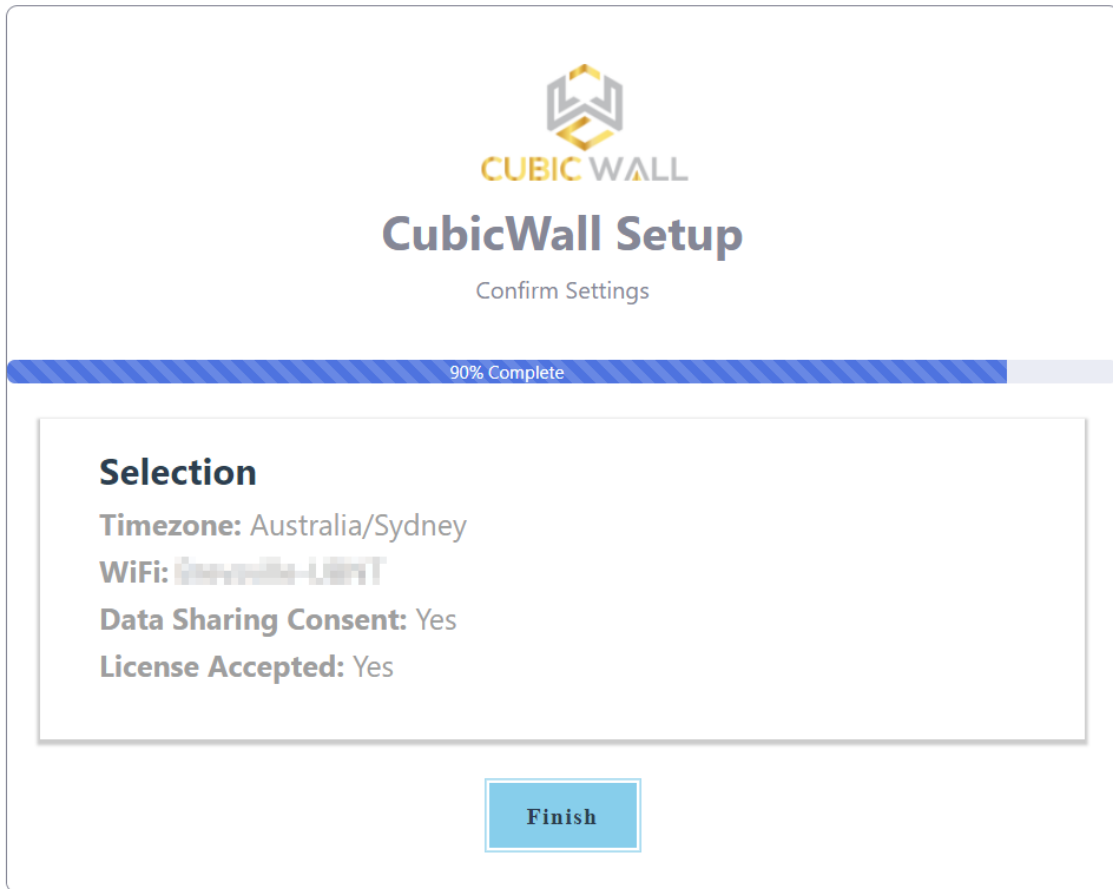 CUBIC WALL
CubicWall Setup
Confirm Settings
90% Complete
Selection
Timezone: Australia/Sydney
WiFi:
Data Sharing Consent: Yes
License Accepted: Yes
Finish